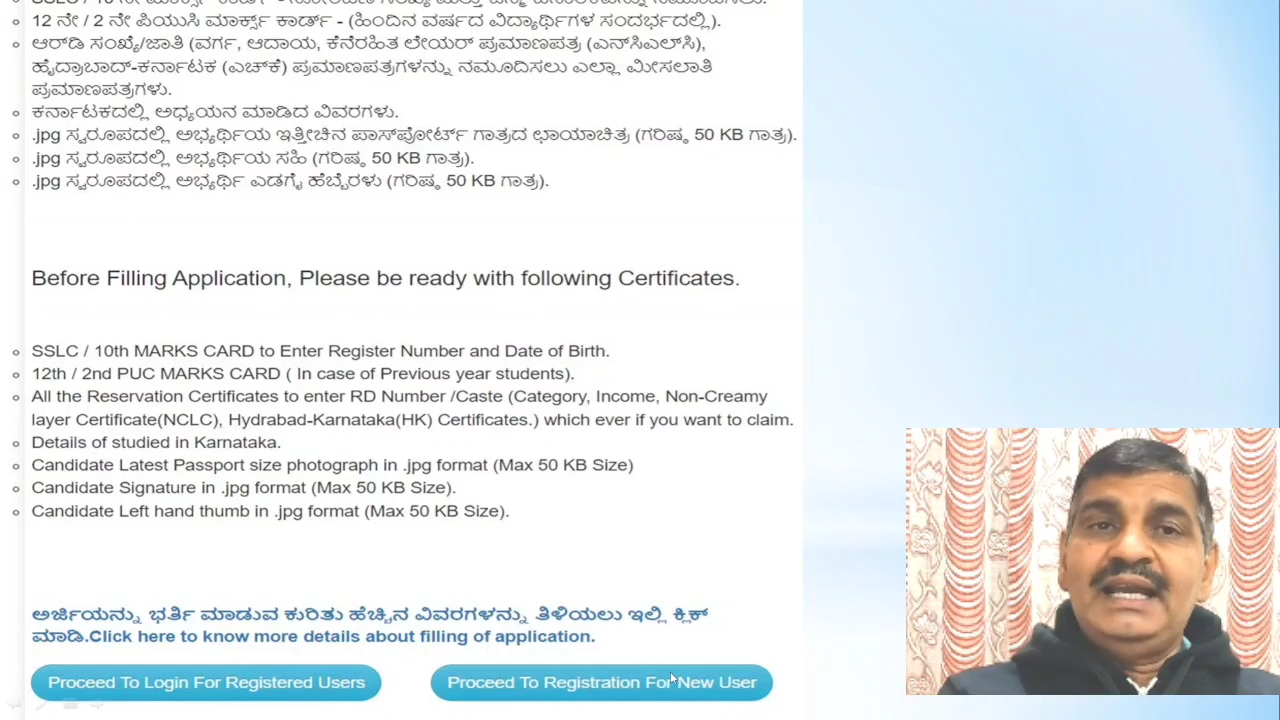 12 ನೇ / 2 ನೇ ಪಿಯುಸಿ ಮಾರ್ಕ್ಸ್ ಕಾರ್ಡ್ - (ಹಿಂದಿನ ವರ್ಷದ ವಿದ್ಯಾರ್ಥಿಗಳ ಸಂದರ್ಭದಲ್ಲಿ).
ಆರ್‌ಡಿ ಸಂಖ್ಯೆ/ಜಾತಿ (ವರ್ಗ, ಆದಾಯ, ಕೆನೆರಹಿತ ಲೇಯರ್ ಪ್ರಮಾಣಪತ್ರ (ಎನ್‌ಸಿಎಲ್‌ಸಿ),
ಹೈದ್ರಾಬಾದ್-ಕರ್ನಾಟಕ (ಎಚ್‌ಕೆ) ಪ್ರಮಾಣಪತ್ರಗಳನ್ನು ನಮೂದಿಸಲು ಎಲ್ಲಾ ಮೀಸಲಾತಿ
ಪ್ರಮಾಣಪತ್ರಗಳು.
ಕರ್ನಾಟಕದಲ್ಲಿ ಅಧ್ಯಯನ ಮಾಡಿದ ವಿವರಗಳು.
.jpg ಸ್ವರೂಪದಲ್ಲಿ ಅಭ್ಯರ್ಥಿಯ ಇತ್ತೀಚಿನ ಪಾಸ್‌ಪೋರ್ಟ್ ಗಾತ್ರದ ಛಾಯಾಚಿತ್ರ (ಗರಿಷ್ಠ 50 KB ಗಾತ್ರ).
.jpg ಸ್ವರೂಪದಲ್ಲಿ ಅಭ್ಯರ್ಥಿಯ ಸಹಿ (ಗರಿಷ್ಠ 50 KB ಗಾತ್ರ).
.jpg ಸ್ವರೂಪದಲ್ಲಿ ಅಭ್ಯರ್ಥಿ ಎಡಗೈ ಹೆಬ್ಬೆರಳು (ಗರಿಷ್ಠ 50 KB ಗಾತ್ರ).
Before Filling Application, Please be ready with following Certificates.
SSLC / 10th MARKS CARD to Enter Register Number and Date of Birth.
12th / 2nd PUC MARKS CARD ( In case of Previous year students).
All the Reservation Certificates to enter RD Number /Caste (Category, Income, Non-Creamy
layer Certificate(NCLC), Hydrabad-Karnataka(HK) Certificates.) which ever if you want to claim.
Details of studied in Karnataka.
Candidate Latest Passport size photograph in .jpg format (Max 50 KB Size)
Candidate Signature in .jpg format (Max 50 KB Size).
Candidate Left hand thumb in .jpg format (Max 50 KB Size).
ಅರ್ಜಿಯನ್ನು ಭರ್ತಿ ಮಾಡುವ ಕುರಿತು ಹೆಚ್ಚಿನ ವಿವರಗಳನ್ನು ತಿಳಿಯಲು ಇಲ್ಲಿ ಕ್ಲಿಕ್
ಮಾಡಿ.Click here to know more details about filling of application.
Proceed To Login For Registered Users
Proceed To Registration For New User